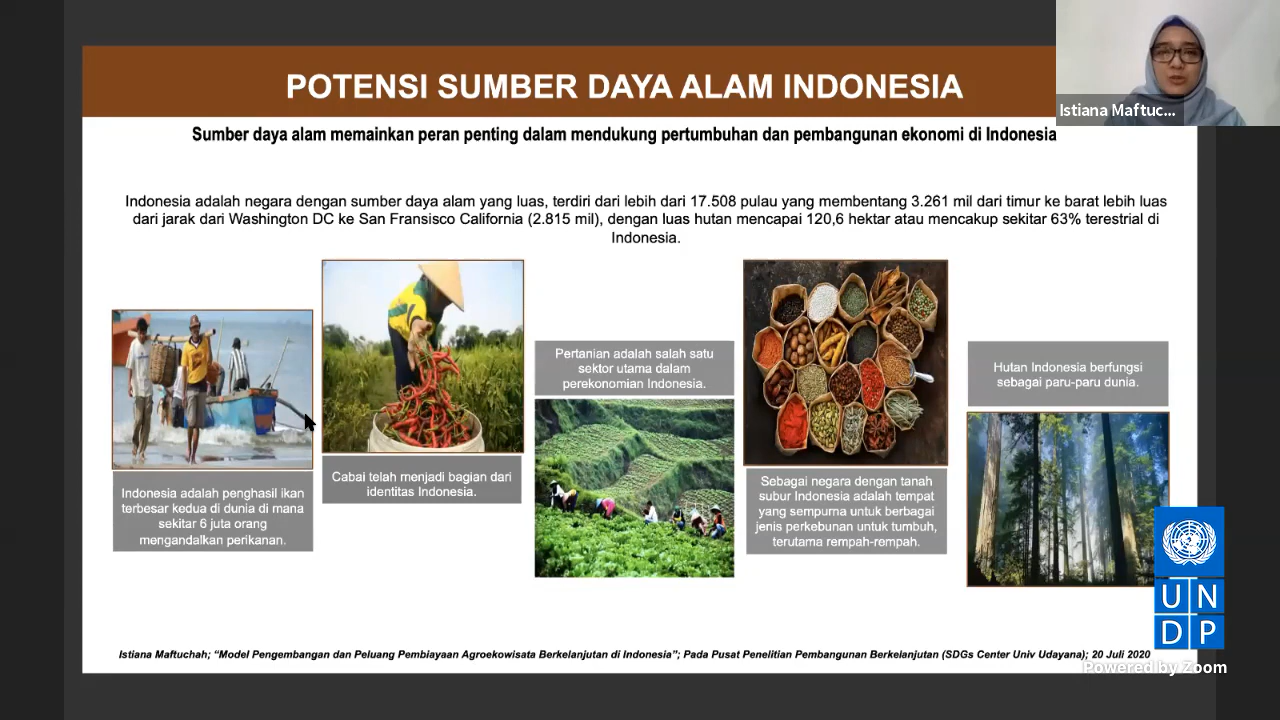 POTENSI SUMBER DAYA ALAM INDONESIA
Istiana Maftuc...
Sumber daya alam memainkan peran penting dalam mendukung pertumbuhan dan pembangunan ekonomi di Indonesia
Indonesia adalah negara dengan sumber daya alam yang luas, terdiri dari lebih dari 17.508 pulau yang membentang 3.261 mil dari timur ke barat lebih luas
dari jarak dari Washington DC ke San Fransisco California (2.815 mil), dengan luas hutan mencapai 120,6 hektar atau mencakup sekitar 63% terestrial di
Indonesia.
Indonesia adalah penghasil ikan
terbesar kedua di dunia di mana
sekitar 6 juta orang
mengandalkan perikanan.
Cabai telah menjadi bagian dari
identitas Indonesia.
Pertanian adalah salah satu
sektor utama dalam
perekonomian Indonesia.
Sebagai negara dengan tanah
subur Indonesia adalah tempat
yang sempurna untuk berbagai
jenis perkebunan untuk tumbuh,
terutama rempah-rempah.
Hutan Indonesia berfungsi
sebagai paru-paru dunia.
U N
D P
Istiana Maftuchah; “Model Pengembangan dan Peluang Pembiayaan Agroekowisata Berkelanjutan di Indonesia”; Pada Pusat Penelitian Pembangunan Berkelanjutan (SDGs Center Univ Udayana); 20 Juli 2020
Powered by Zoom